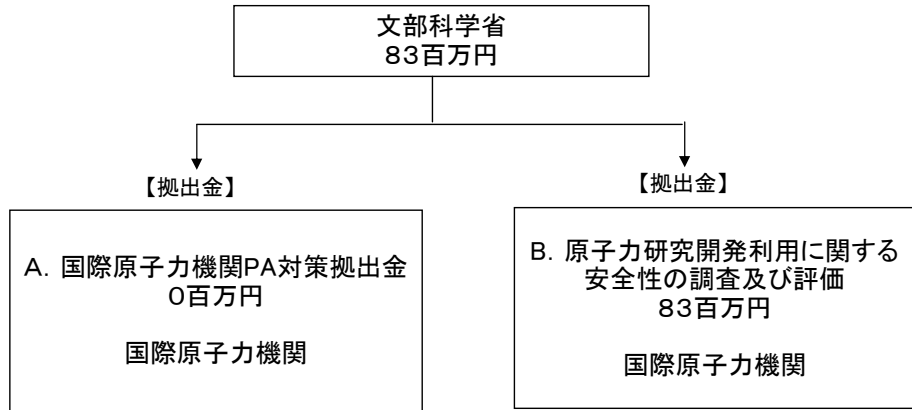 文部科学省
83百万円
【拠出金】
A. 国際原子力機関PA対策拠出金
0百万円
国際原子力機関
【拠出金】
B. 原子力研究開発利用に関する
安全性の調査及び評価
83百万円
国際原子力機関